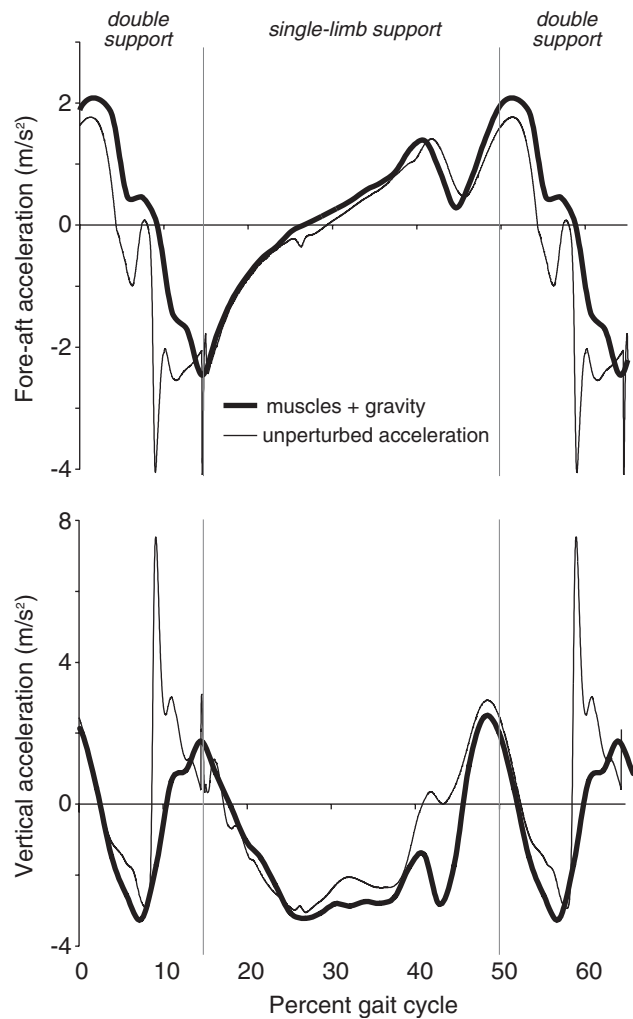 double
support
single-limb support
double
support
Fore-aft acceleration (m/s²)
2
0
-2
-4
muscles + gravity
unperturbed acceleration
Vertical acceleration (m/s²)
8
4
0
-4
0 10 20 30 40 50 60
Percent gait cycle